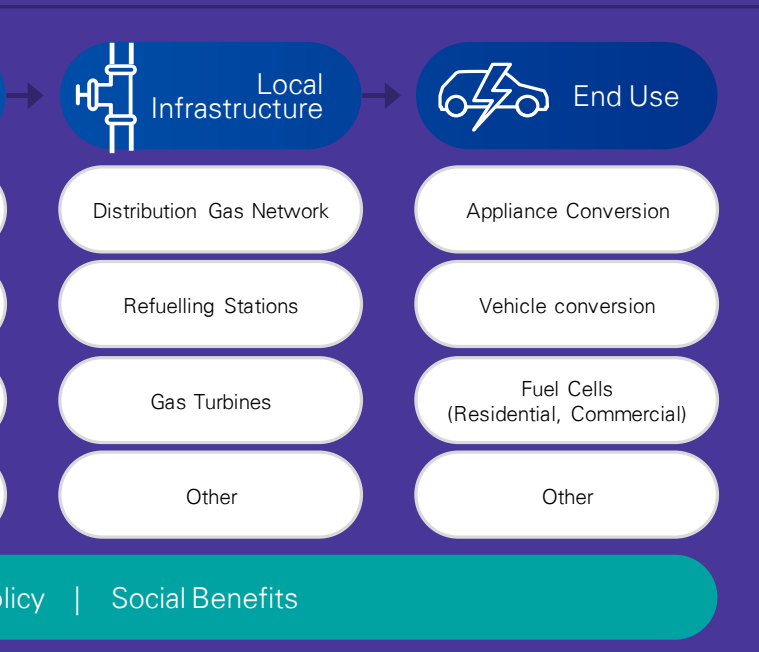 Local
Infrastructure
End Use
Distribution Gas Network
Appliance Conversion
Refuelling Stations
Vehicle conversion
Gas Turbines
Fuel Cells
(Residential, Commercial)
Other
Other
| Social Benefits